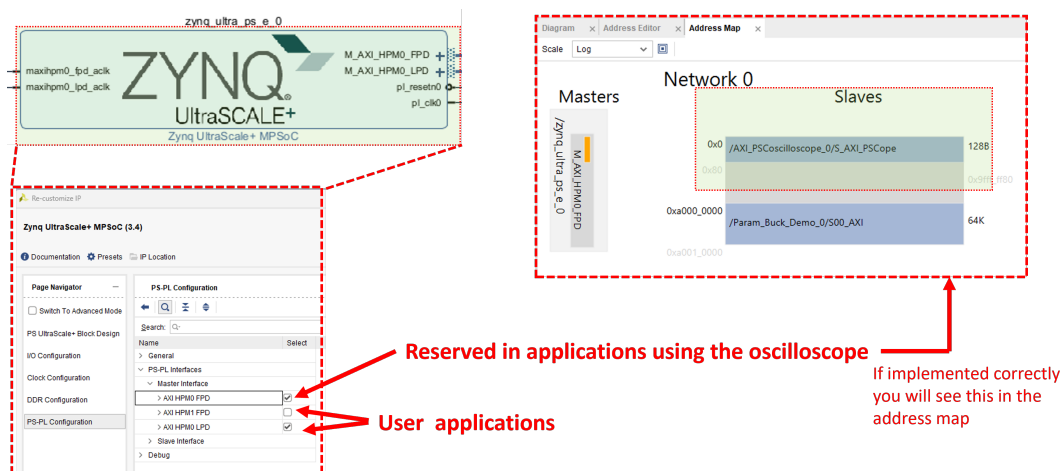 zynq_ultra_ps_e_0
maxihpm0_fpd_aclk
maxihpm0_lpd_aclk
ZYNQ
UltraSCALE+
M_AXI_HPM0_FPD
M_AXI_HPM0_LPD
pl_resetn0
pl_clk0
Zynq UltraScale+ MPSoC
Re-customize IP
Zynq UltraScale+ MPSoC (3.4)
Documentation Presets IP Location
Page Navigator
Switch To Advanced Mode
PS UltraScale+ Block Design
I/O Configuration
Clock Configuration
DDR Configuration
PS-PL Configuration
PS-PL Configuration
Search: Q-
Name Select
> General
PS-PL Interfaces
Master Interface
> AXI HPM0 FPD
> AXI HPM1 FPD
> AXI HPM0 LPD
> Slave Interface
> Debug
Diagram × Address Editor × Address Map ×
Scale Log
Network 0
Masters
Slaves
/zynq_ultra_ps_e_0
M_AXI_HPM0_FPD
0x0 /AXI_PSCoscilloscope_0/S_AXI_PSCope 128B
0x80
0xa000_0000 /Param_Buck_Demo_0/S00_AXI 64K
0xa001_0000
Reserved in applications using the oscilloscope
User applications
If implemented correctly
you will see this in the
address map